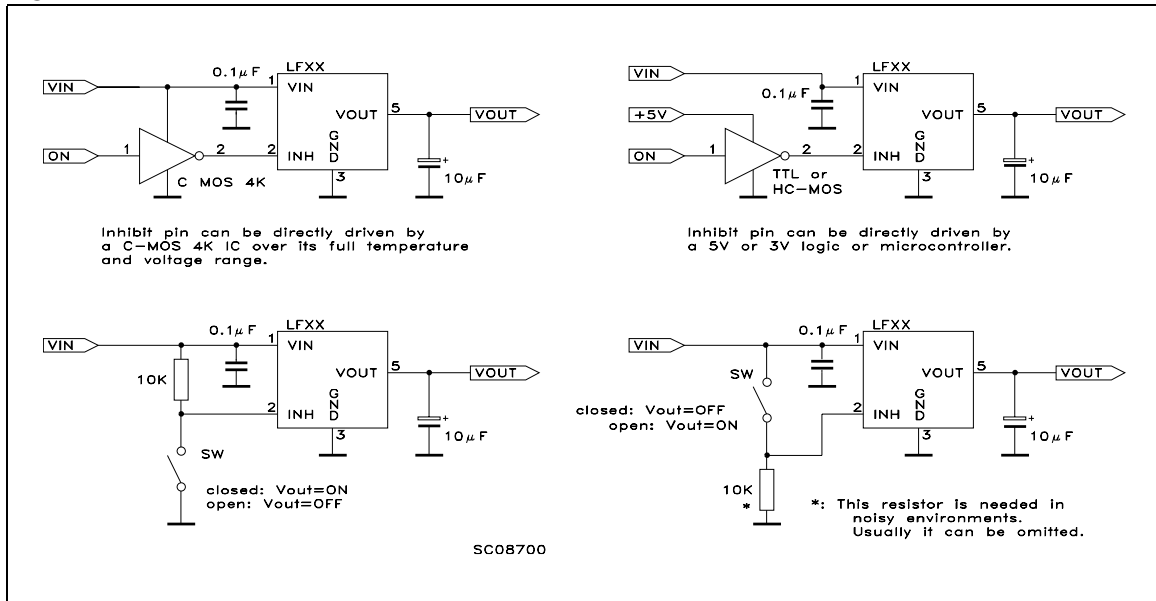 LFXX
0.1μF
VIN
1
VIN
VOUT
5
VOUT
ON
1
2
2
INH
GND
3
C MOS 4K
+
10μF
Inhibit pin can be directly driven by
a C-MOS 4K IC over its full temperature
and voltage range.
LFXX
VIN
1
VIN
0.1μF
+5V
VOUT
5
VOUT
ON
1
2
2
INH
GND
3
TTL or
HC-MOS
+
10μF
Inhibit pin can be directly driven by
a 5V or 3V logic or microcontroller.
LFXX
0.1μF
VIN
1
VIN
10K
VOUT
5
VOUT
2
INH
GND
3
+
10μF
SW
closed: Vout=ON
open: Vout=OFF
LFXX
0.1μF
VIN
1
VIN
SW
VOUT
5
VOUT
closed: Vout=OFF
open: Vout=ON
2
INH
GND
3
+
10μF
10K
*
*: This resistor is needed in
noisy environments.
Usually it can be omitted.
SC08700